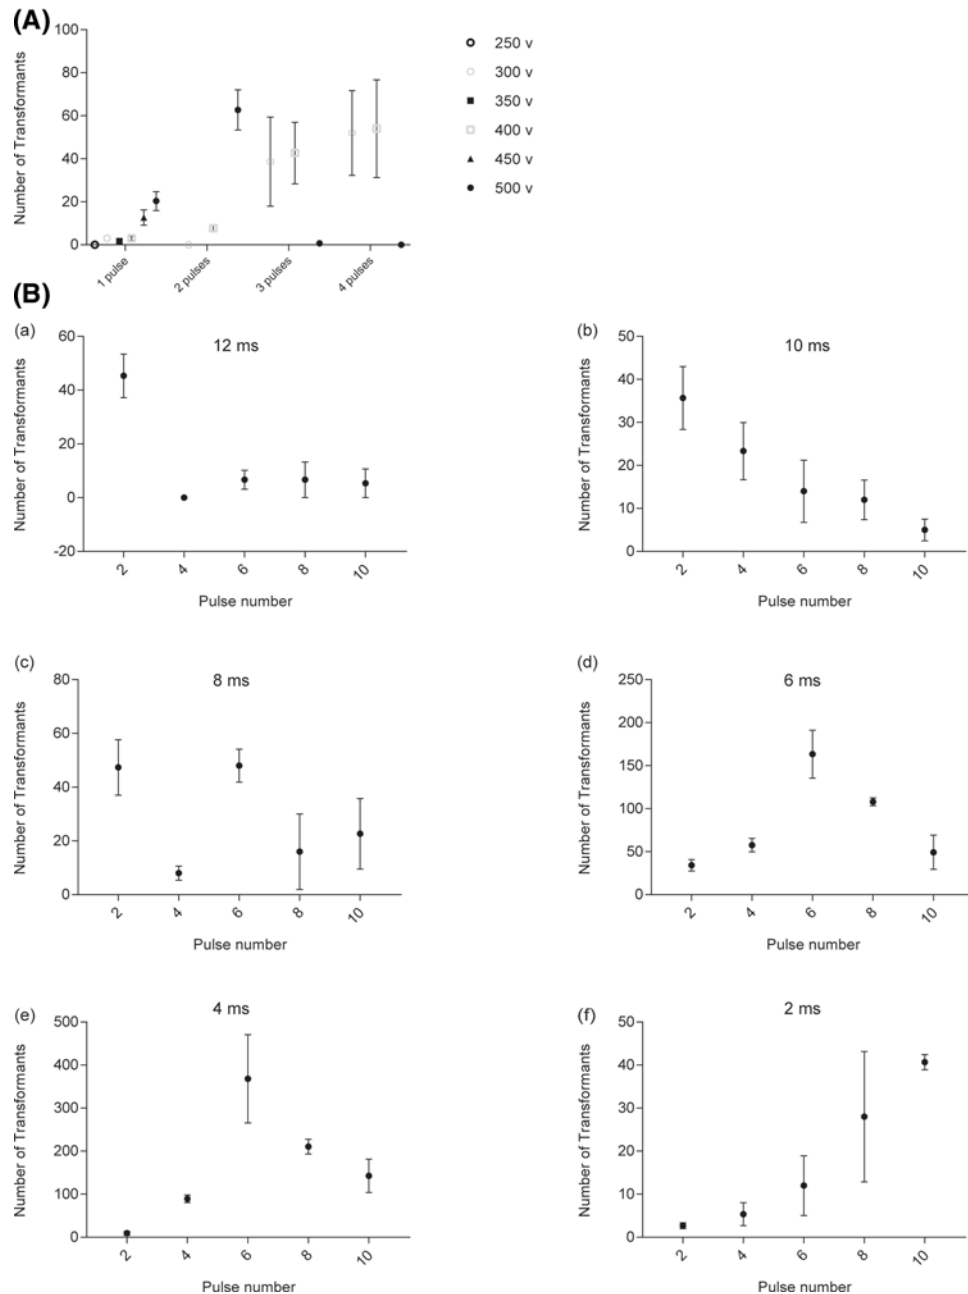 (A)
Number of Transformants
100
80
60
40
20
0
1 pulse
2 pulses
3 pulses
4 pulses
250 v
300 v
350 v
400 v
450 v
500 v
(B)
(a)
12 ms
Number of Transformants
60
40
20
0
-20
2
4
6
8
10
Pulse number
(b)
10 ms
Number of Transformants
50
40
30
20
10
0
2
4
6
8
10
Pulse number
(c)
8 ms
Number of Transformants
80
60
40
20
0
2
4
6
8
10
Pulse number
(d)
6 ms
Number of Transformants
250
200
150
100
50
0
2
4
6
8
10
Pulse number
(e)
4 ms
Number of Transformants
500
400
300
200
100
0
2
4
6
8
10
Pulse number
(f)
2 ms
Number of Transformants
50
40
30
20
10
0
2
4
6
8
10
Pulse number